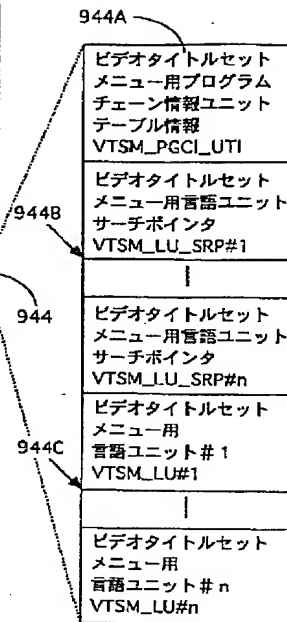 944A
ビデオタイトルセット
メニュー用プログラム
チェーン情報ユニット
テーブル情報
VTSM_PGCI_UTI
ビデオタイトルセット
メニュー用言語ユニット
サーチポインタ
VTSM_LU_SRP#1
944B
944
ビデオタイトルセット
メニュー用言語ユニット
サーチポインタ
VTSM_LU_SRP#n
ビデオタイトルセット
メニュー用
言語ユニット#1
VTSM_LU#1
944C
ビデオタイトルセット
メニュー用
言語ユニット#n
VTSM_LU#n